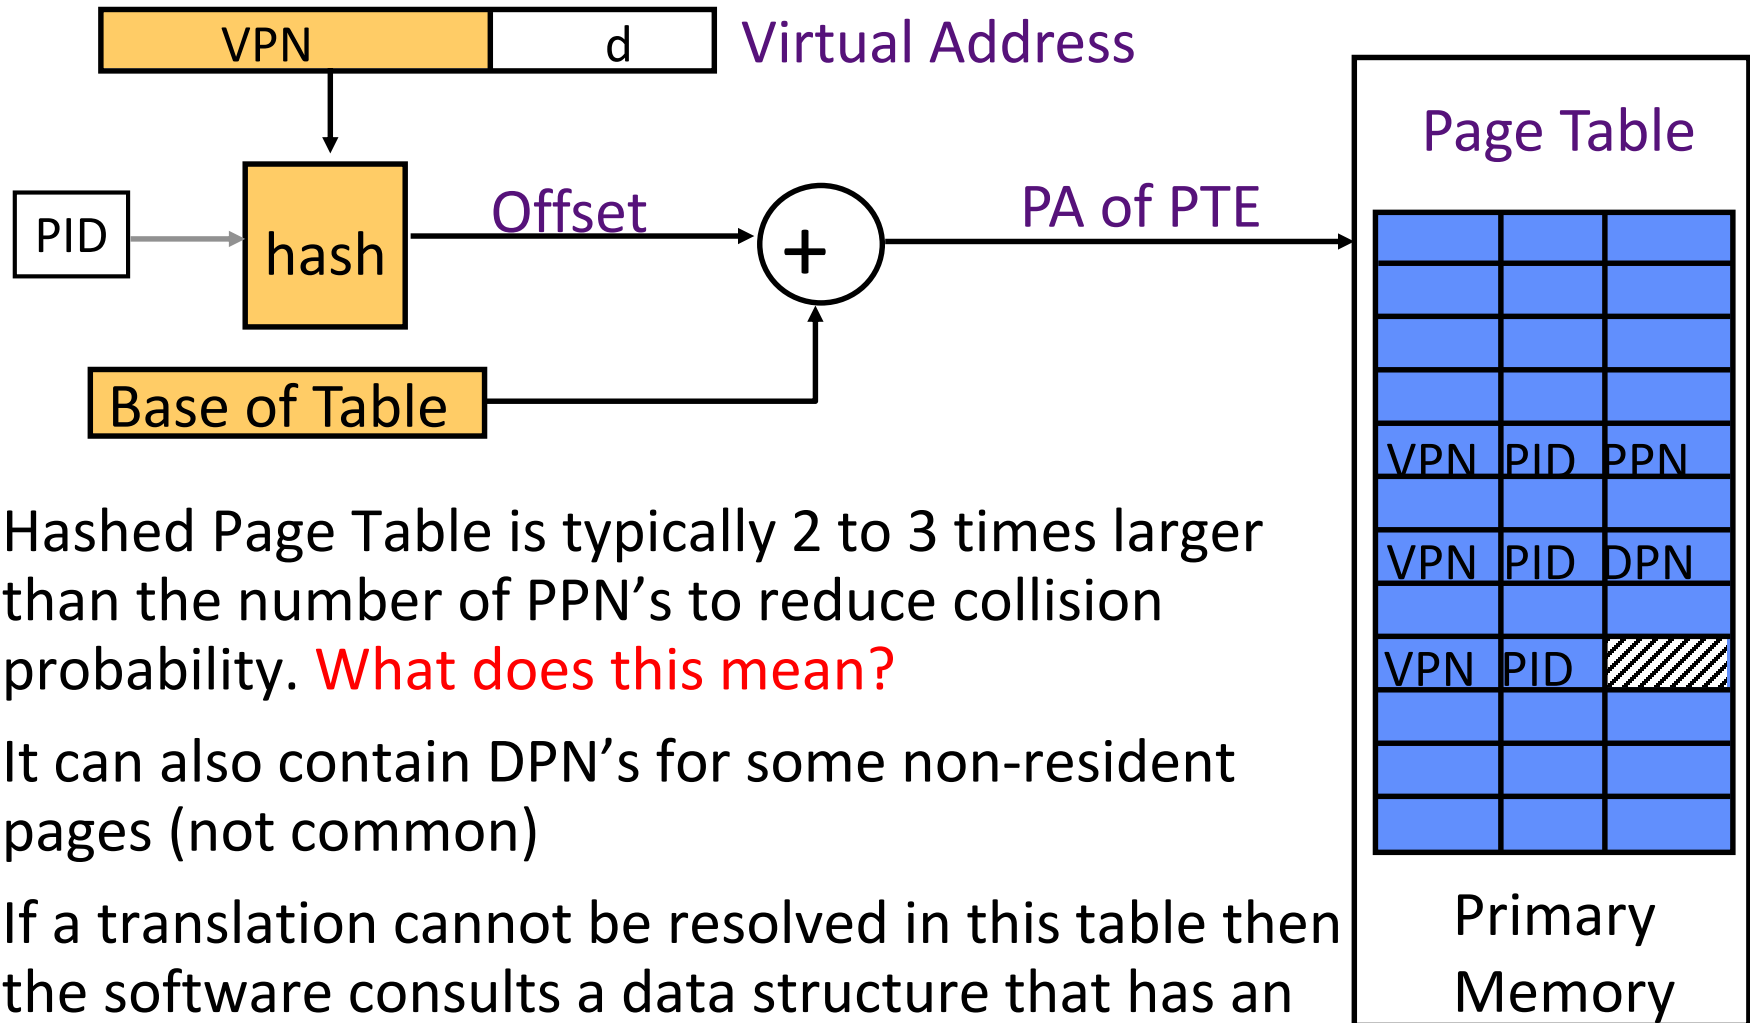 VPN d Virtual Address
Page Table
PID hash Offset + PA of PTE
Base of Table
VPN PID PPN
VPN PID DPN
VPN PID
Hashed Page Table is typically 2 to 3 times larger
than the number of PPN’s to reduce collision
probability. What does this mean?
It can also contain DPN’s for some non-resident
pages (not common)
If a translation cannot be resolved in this table then
the software consults a data structure that has an
Primary
Memory